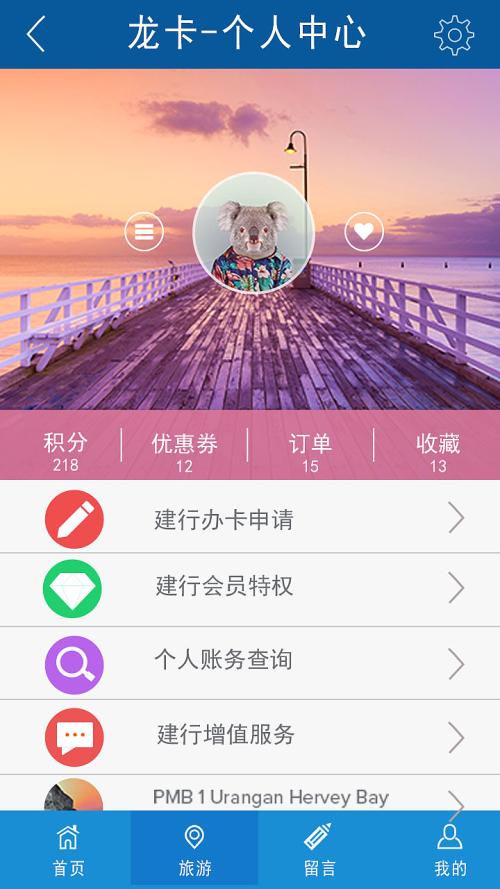 龙卡-个人中心
积分 优惠券 订单 收藏
218 12 15 13
建行办卡申请
建行会员特权
个人账务查询
建行增值服务
PMB 1 Urangan Hervey Bay
首页 旅游 留言 我的